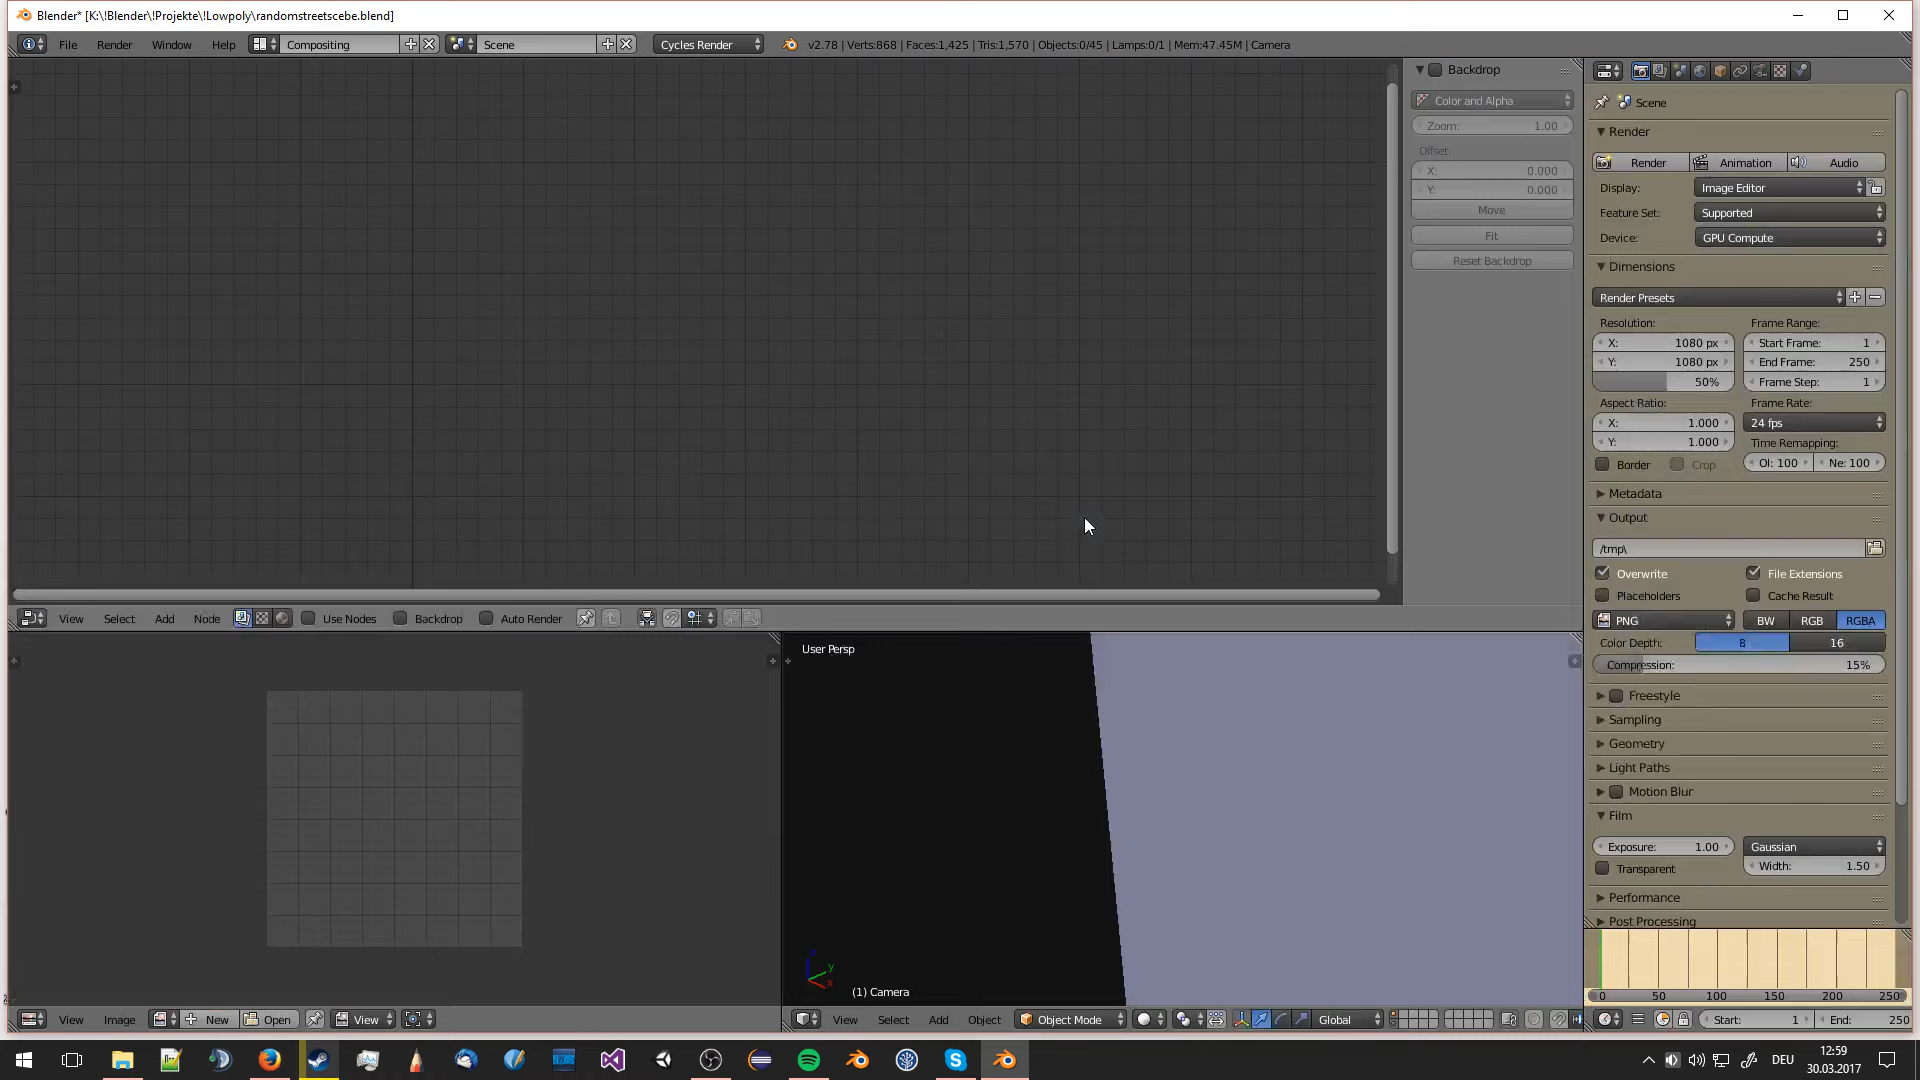 Blender* [K:\!Blender\!Projekte\!Lowpoly\randomstreetscebe.blend]
File Render Window Help Compositing Scene Cycles Render v2.78 | Verts:868 | Faces:1,425 | Tris:1,570 | Objects:0/45 | Lamps:0/1 | Mem:47.45M | Camera
Backdrop
Color and Alpha
Zoom: 1.00
Offset:
X: 0.000
Y: 0.000
Move
Fit
Reset Backdrop
Scene
Render
Render Animation Audio
Display: Image Editor
Feature Set: Supported
Device: GPU Compute
Dimensions
Render Presets
Resolution: Frame Range:
X: 1080 px Start Frame: 1
Y: 1080 px End Frame: 250
50% Frame Step: 1
Aspect Ratio: Frame Rate:
X: 1.000 24 fps
Y: 1.000 Time Remapping:
Border Crop Ol: 100 Ne: 100
Metadata
Output
/tmp\
Overwrite File Extensions
Placeholders Cache Result
PNG BW RGB RGBA
Color Depth: 8 16
Compression: 15%
Freestyle
Sampling
Geometry
Light Paths
Motion Blur
Film
Exposure: 1.00 Gaussian
Transparent Width: 1.50
Performance
Post Processing
View Select Add Node Use Nodes Backdrop Auto Render
User Persp
z
y
x
(1) Camera
0 50 100 150 200 250
View Image New Open View
View Select Add Object Object Mode Global
Start: 1 End: 250
DEU
12:59
30.03.2017